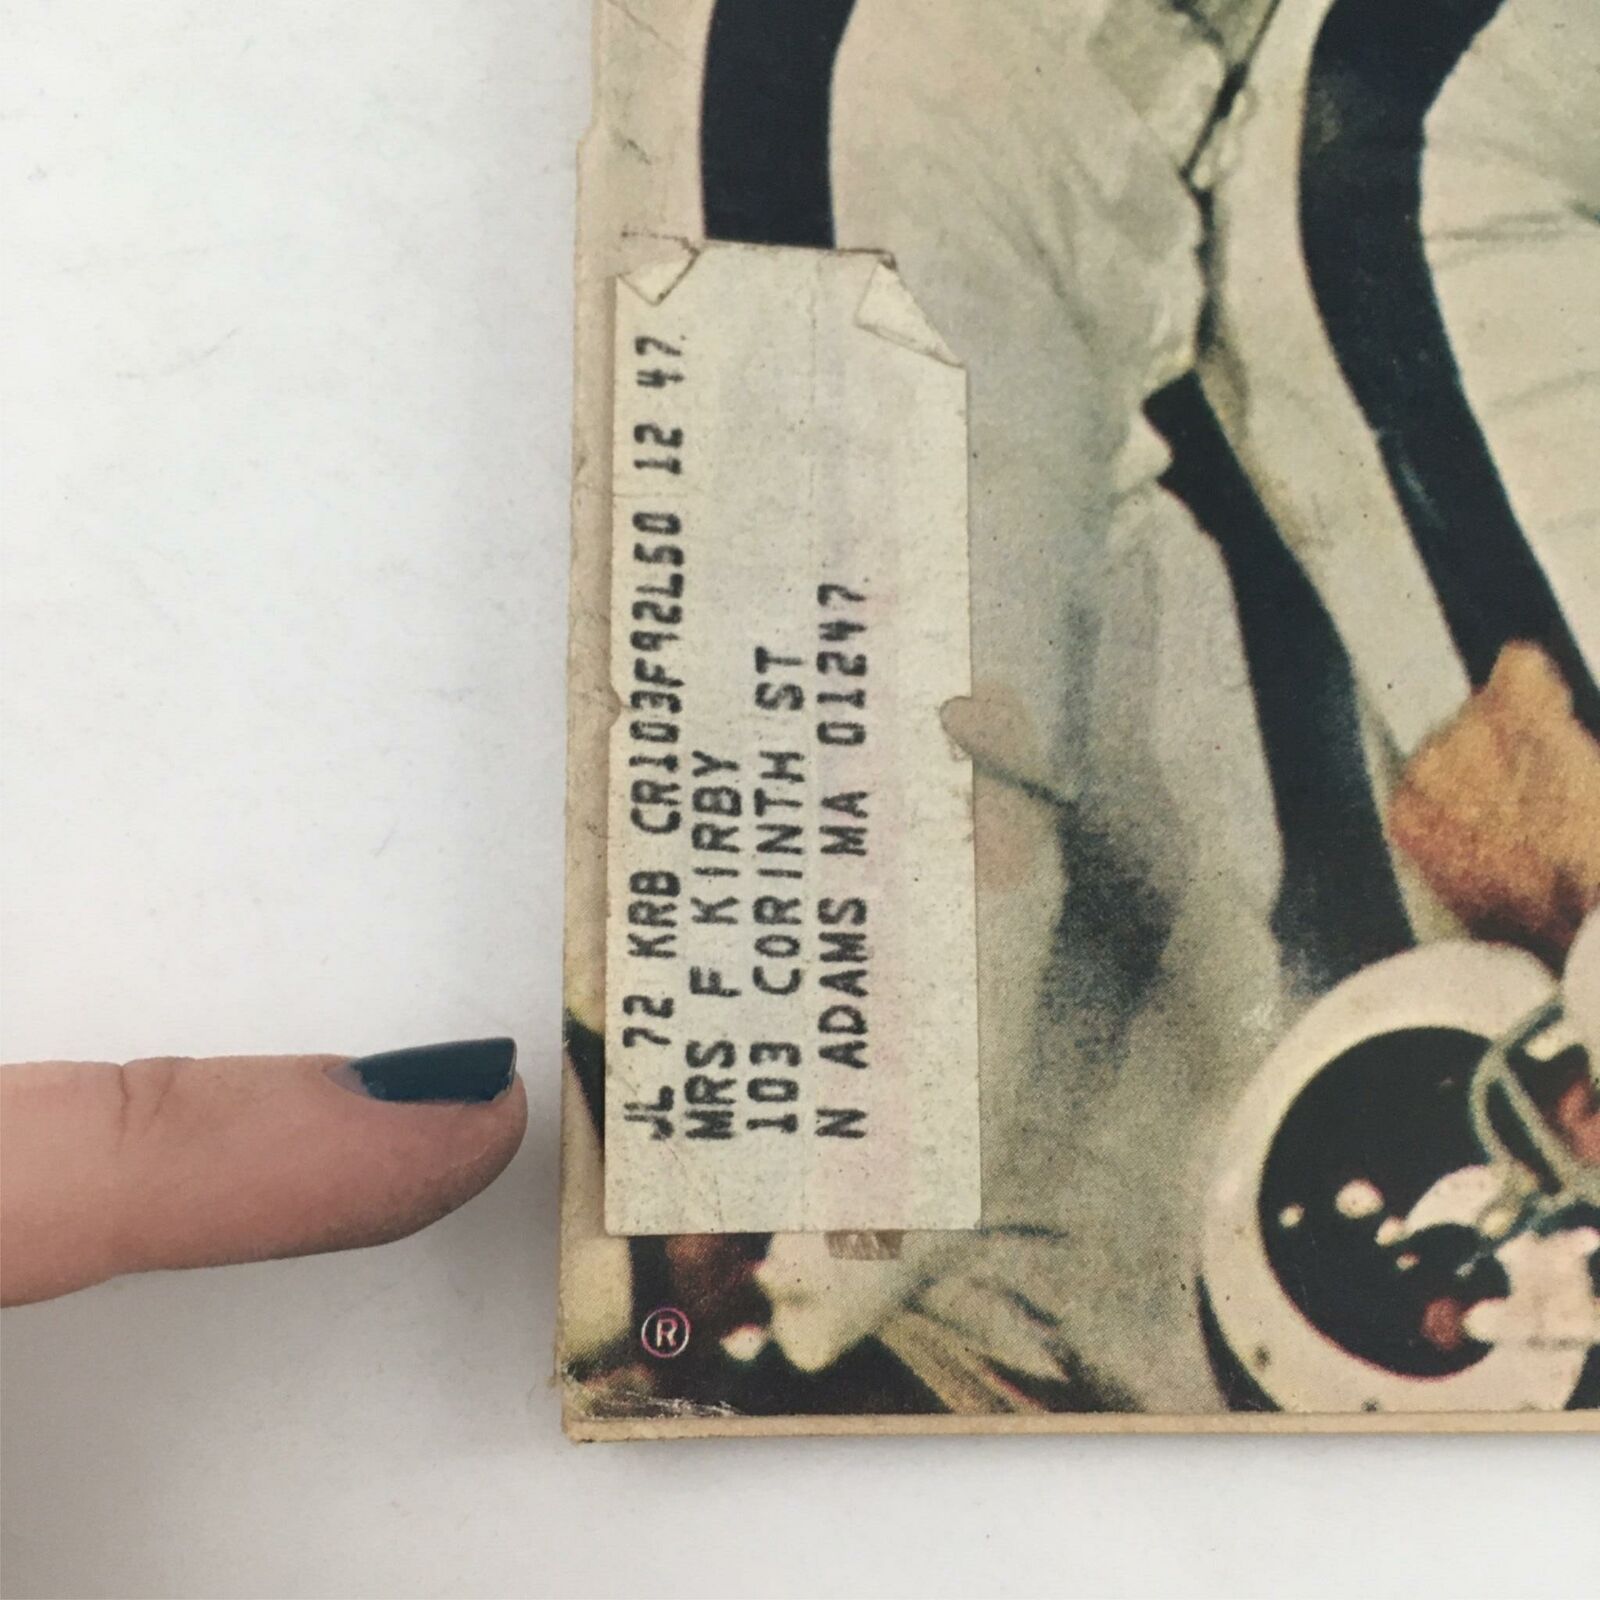 JL 72 KRB CR103F92L50 12 47
MRS F KIRBY
103 CORINTH ST
N ADAMS MA 01247
®